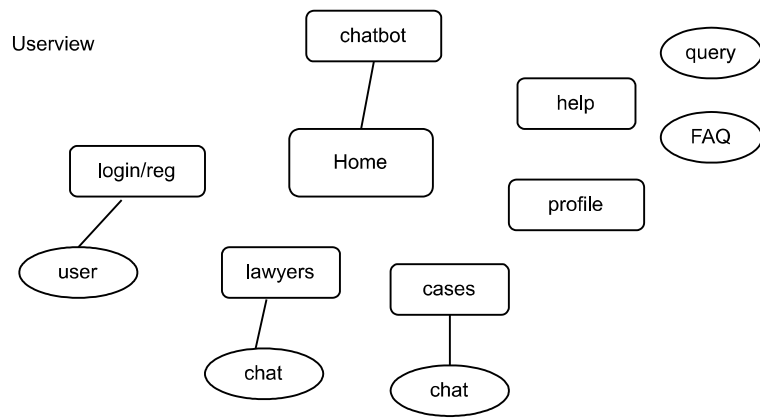 Userview
chatbot
query
help
FAQ
Home
login/reg
profile
user
lawyers
cases
chat
chat